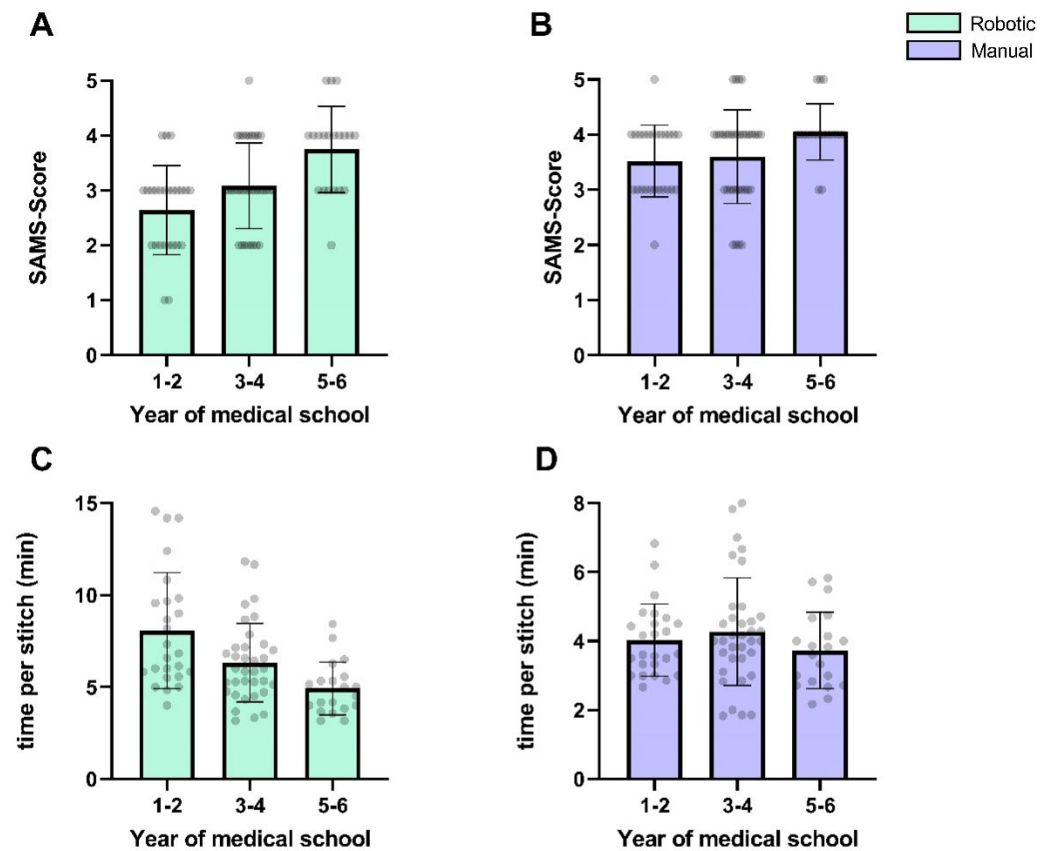 A
B
Robotic
Manual
SAMS-Score
5
4
3
2
1
0
1-2 3-4 5-6
Year of medical school
SAMS-Score
5
4
3
2
1
0
1-2 3-4 5-6
Year of medical school
C
time per stitch (min)
15
10
5
0
1-2 3-4 5-6
Year of medical school
D
time per stitch (min)
8
6
4
2
0
1-2 3-4 5-6
Year of medical school